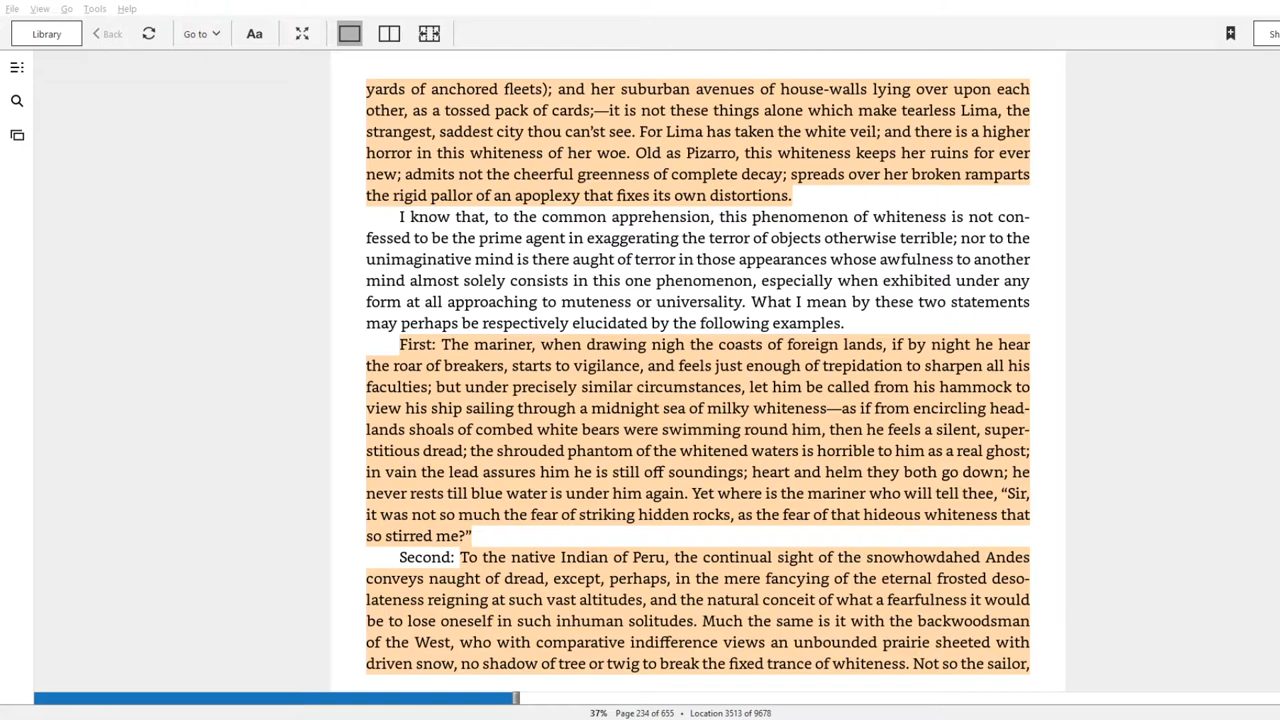 File View Go Tools Help
Library Back Go to Aa Sh
yards of anchored fleets); and her suburban avenues of house-walls lying over upon each
other, as a tossed pack of cards;—it is not these things alone which make tearless Lima, the
strangest, saddest city thou can'st see. For Lima has taken the white veil; and there is a higher
horror in this whiteness of her woe. Old as Pizarro, this whiteness keeps her ruins for ever
new; admits not the cheerful greenness of complete decay; spreads over her broken ramparts
the rigid pallor of an apoplexy that fixes its own distortions.
I know that, to the common apprehension, this phenomenon of whiteness is not con-
fessed to be the prime agent in exaggerating the terror of objects otherwise terrible; nor to the
unimaginative mind is there aught of terror in those appearances whose awfulness to another
mind almost solely consists in this one phenomenon, especially when exhibited under any
form at all approaching to muteness or universality. What I mean by these two statements
may perhaps be respectively elucidated by the following examples.
First: The mariner, when drawing nigh the coasts of foreign lands, if by night he hear
the roar of breakers, starts to vigilance, and feels just enough of trepidation to sharpen all his
faculties; but under precisely similar circumstances, let him be called from his hammock to
view his ship sailing through a midnight sea of milky whiteness—as if from encircling head-
lands shoals of combed white bears were swimming round him, then he feels a silent, super-
stitious dread; the shrouded phantom of the whitened waters is horrible to him as a real ghost;
in vain the lead assures him he is still off soundings; heart and helm they both go down; he
never rests till blue water is under him again. Yet where is the mariner who will tell thee, “Sir,
it was not so much the fear of striking hidden rocks, as the fear of that hideous whiteness that
so stirred me?”
Second: To the native Indian of Peru, the continual sight of the snowhowdahed Andes
conveys naught of dread, except, perhaps, in the mere fancying of the eternal frosted deso-
lateness reigning at such vast altitudes, and the natural conceit of what a fearfulness it would
be to lose oneself in such inhuman solitudes. Much the same is it with the backwoodsman
of the West, who with comparative indifference views an unbounded prairie sheeted with
driven snow, no shadow of tree or twig to break the fixed trance of whiteness. Not so the sailor,
37% Page 234 of 655 • Location 3513 of 9678